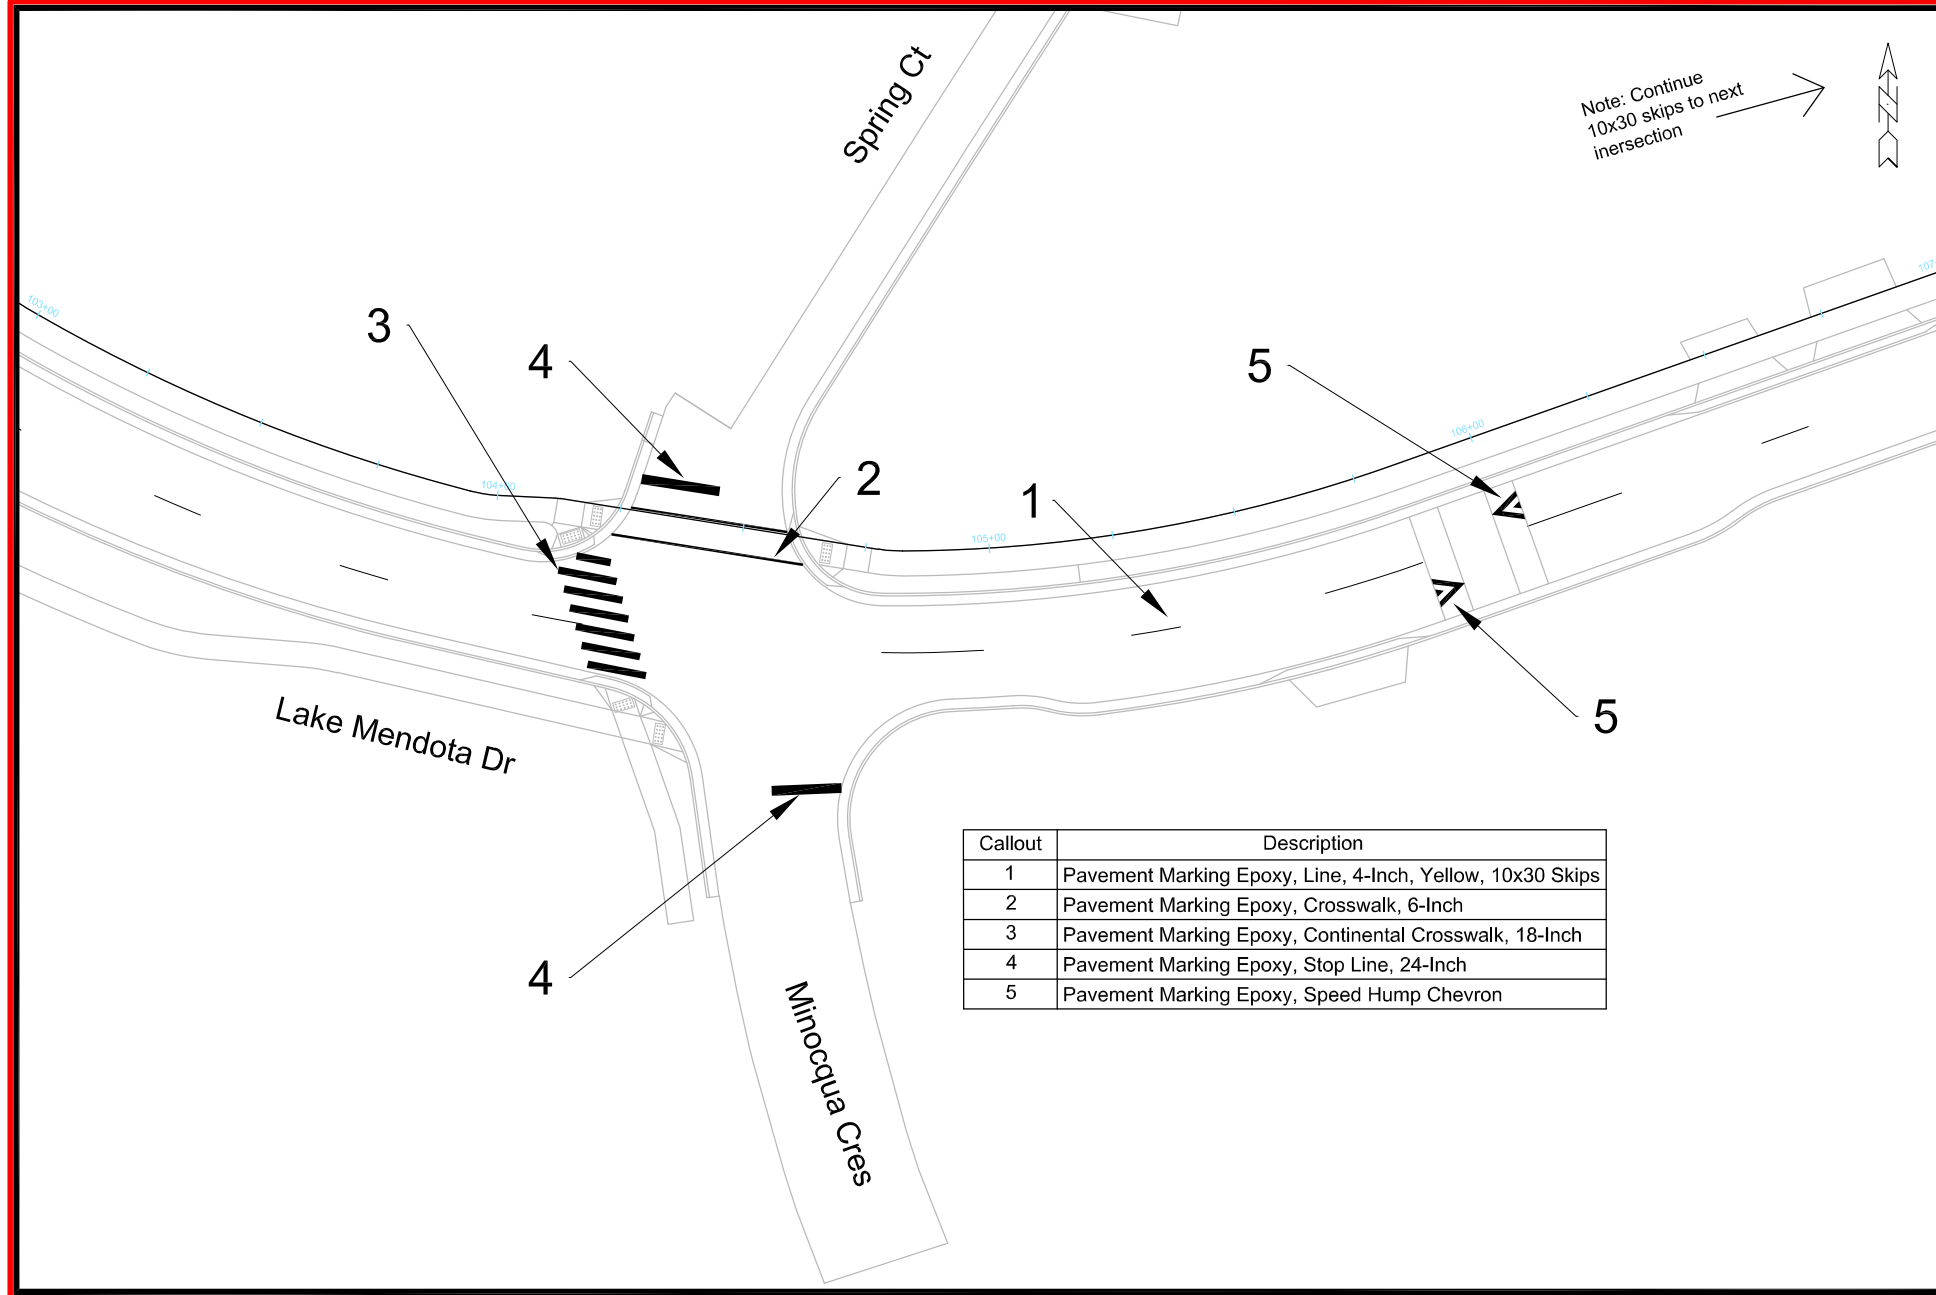 Spring Ct
Note: Continue
10x30 skips to next
inersection
N
103+00
3
4
5
107+
106+00
2
104+00
1
105+00
5
Lake Mendota Dr
4
Minocqua Cres
Callout Description
1 Pavement Marking Epoxy, Line, 4-Inch, Yellow, 10x30 Skips
2 Pavement Marking Epoxy, Crosswalk, 6-Inch
3 Pavement Marking Epoxy, Continental Crosswalk, 18-Inch
4 Pavement Marking Epoxy, Stop Line, 24-Inch
5 Pavement Marking Epoxy, Speed Hump Chevron